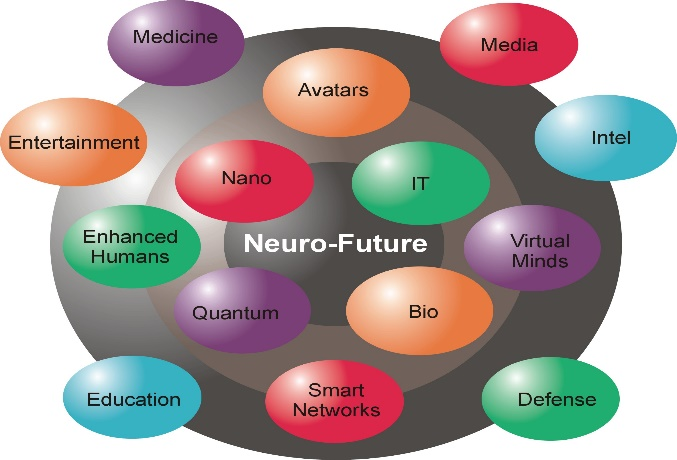 Medicine
Media
Avatars
Entertainment
Intel
Nano
IT
Enhanced
Humans
Neuro-Future
Virtual
Minds
Quantum
Bio
Education
Smart
Networks
Defense